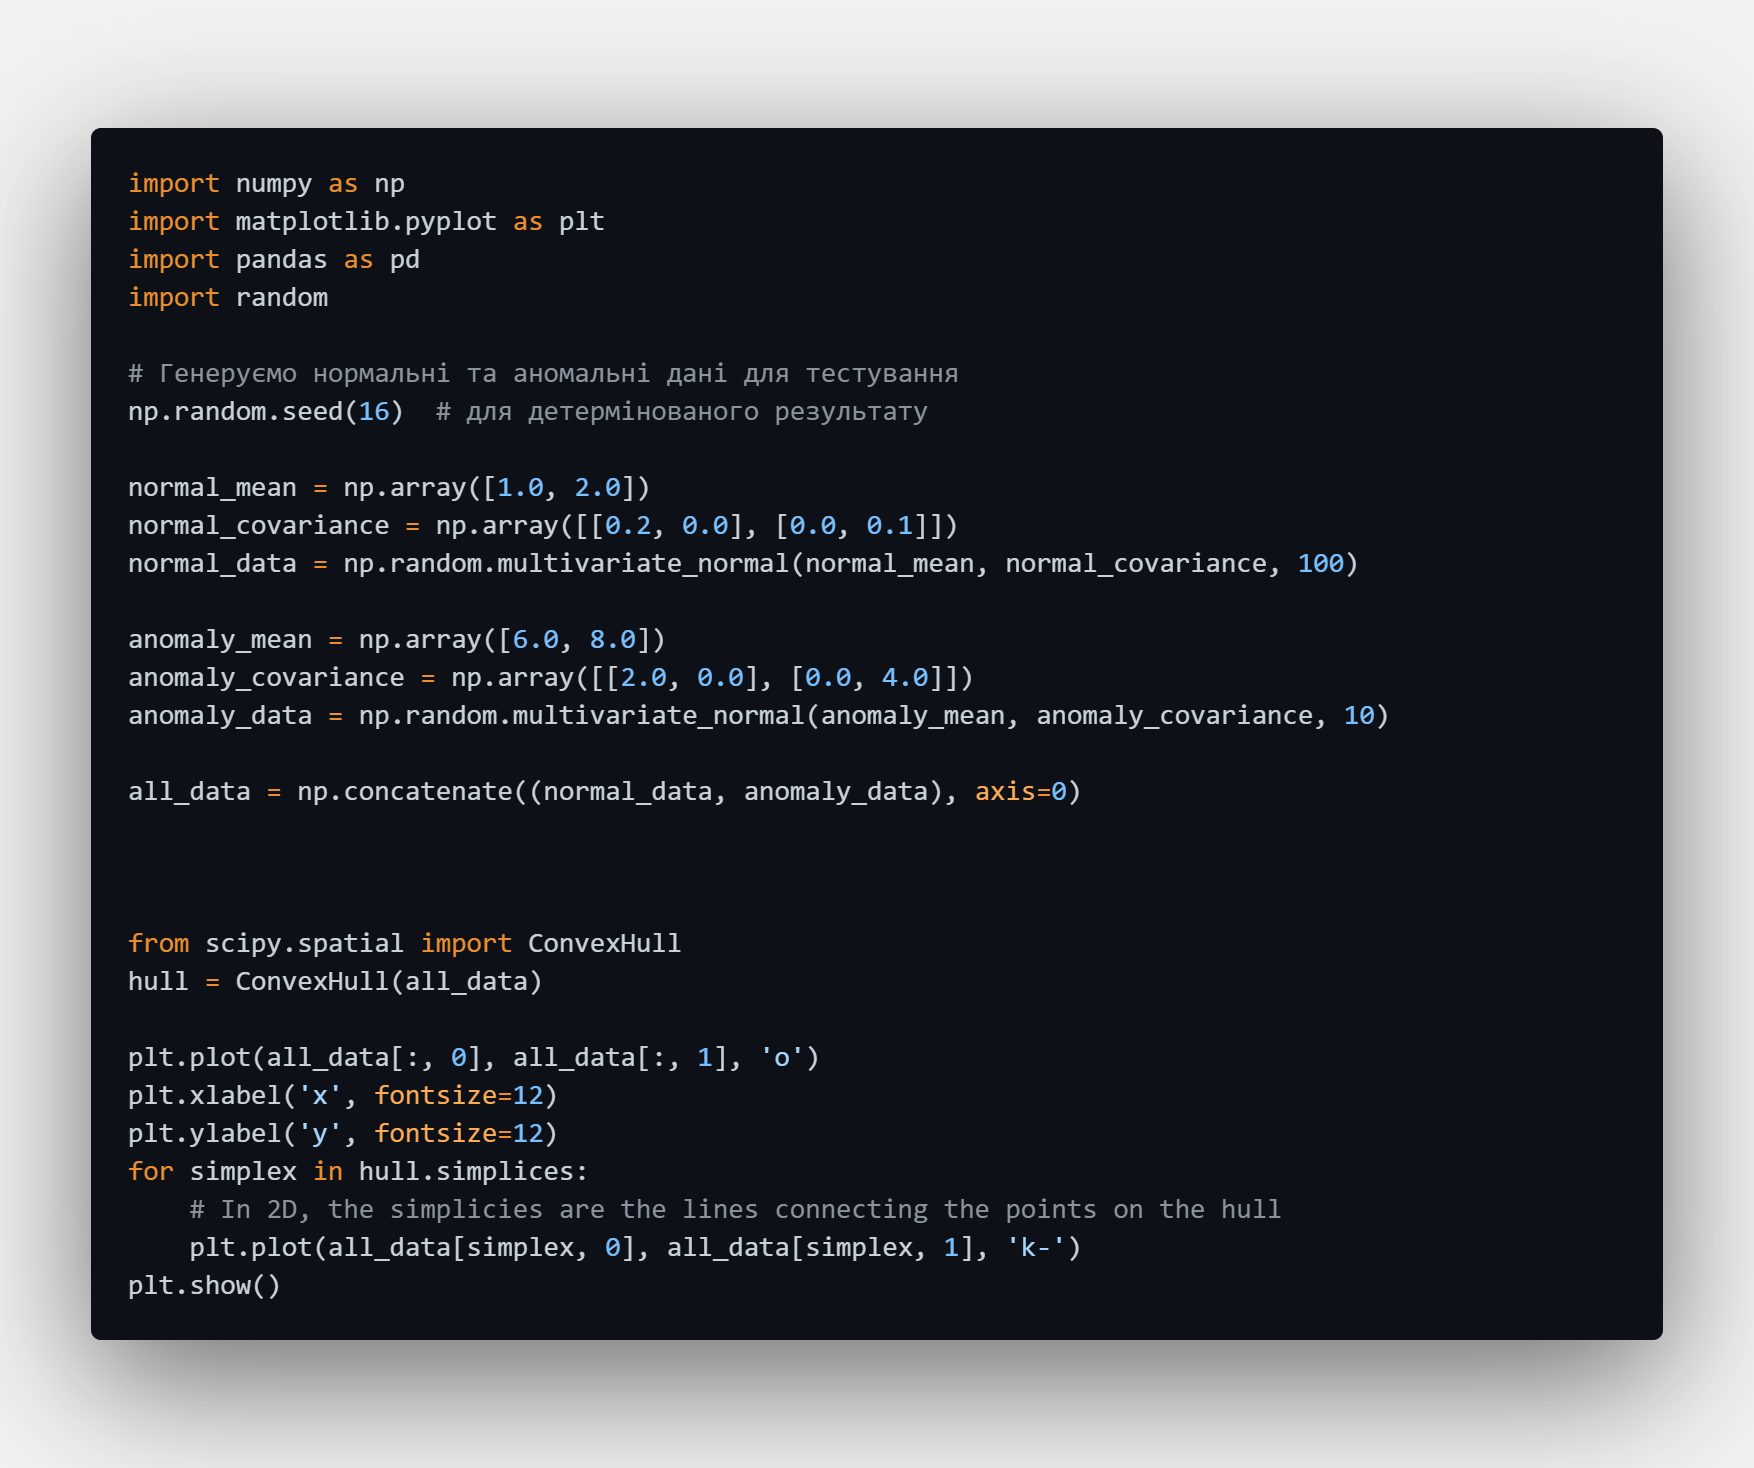 import numpy as np
import matplotlib.pyplot as plt
import pandas as pd
import random
# Генеруємо нормальні та аномальні дані для тестування
np.random.seed(16)  # для детермінованого результату
normal_mean = np.array([1.0, 2.0])
normal_covariance = np.array([[0.2, 0.0], [0.0, 0.1]])
normal_data = np.random.multivariate_normal(normal_mean, normal_covariance, 100)
anomaly_mean = np.array([6.0, 8.0])
anomaly_covariance = np.array([[2.0, 0.0], [0.0, 4.0]])
anomaly_data = np.random.multivariate_normal(anomaly_mean, anomaly_covariance, 10)
all_data = np.concatenate((normal_data, anomaly_data), axis=0)
from scipy.spatial import ConvexHull
hull = ConvexHull(all_data)
plt.plot(all_data[:, 0], all_data[:, 1], 'o')
plt.xlabel('x', fontsize=12)
plt.ylabel('y', fontsize=12)
for simplex in hull.simplices:
    # In 2D, the simplicies are the lines connecting the points on the hull
    plt.plot(all_data[simplex, 0], all_data[simplex, 1], 'k-')
plt.show()